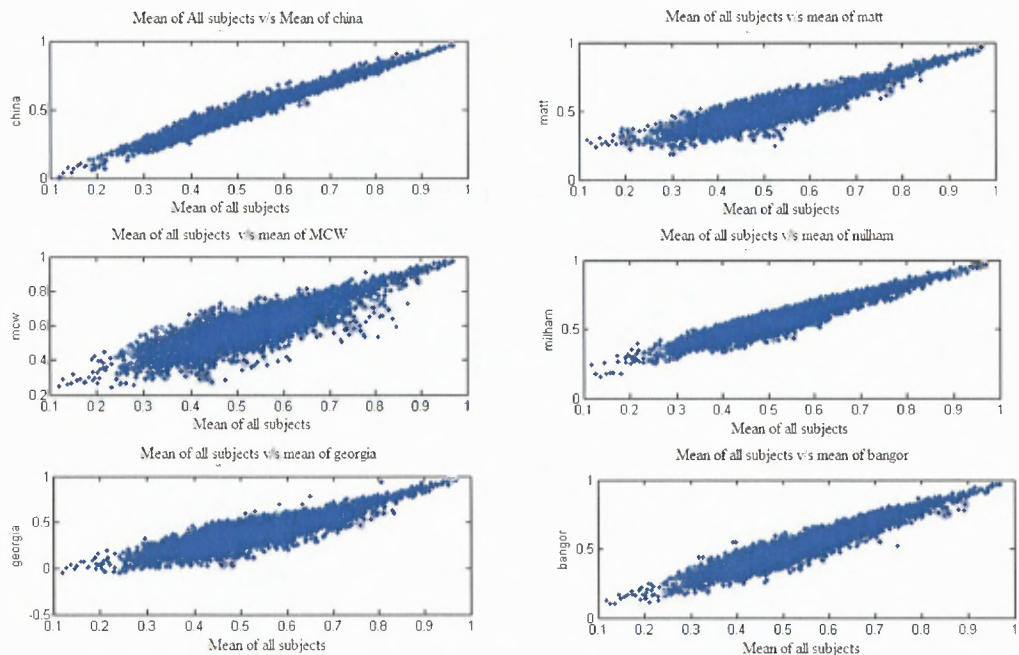 Mean of All subjects v/s Mean of china
1
0.5
0
china
0.1 0.2 0.3 0.4 0.5 0.6 0.7 0.8 0.9 1
Mean of all subjects
Mean of all subjects v/s mean of matt
1
0.5
0
matt
0.1 0.2 0.3 0.4 0.5 0.6 0.7 0.8 0.9 1
Mean of all subjects
Mean of all subjects v/s mean of MCW
1
0.8
0.6
0.4
0.2
mcw
0.1 0.2 0.3 0.4 0.5 0.6 0.7 0.8 0.9 1
Mean of all subjects
Mean of all subjects v/s mean of milham
1
0.5
0
milham
0.1 0.2 0.3 0.4 0.5 0.6 0.7 0.8 0.9 1
Mean of all subjects
Mean of all subjects v/s mean of georgia
1
0.5
0
-0.5
georgia
0.1 0.2 0.3 0.4 0.5 0.6 0.7 0.8 0.9 1
Mean of all subjects
Mean of all subjects v/s mean of bangor
1
0.5
0
bangor
0.1 0.2 0.3 0.4 0.5 0.6 0.7 0.8 0.9 1
Mean of all subjects